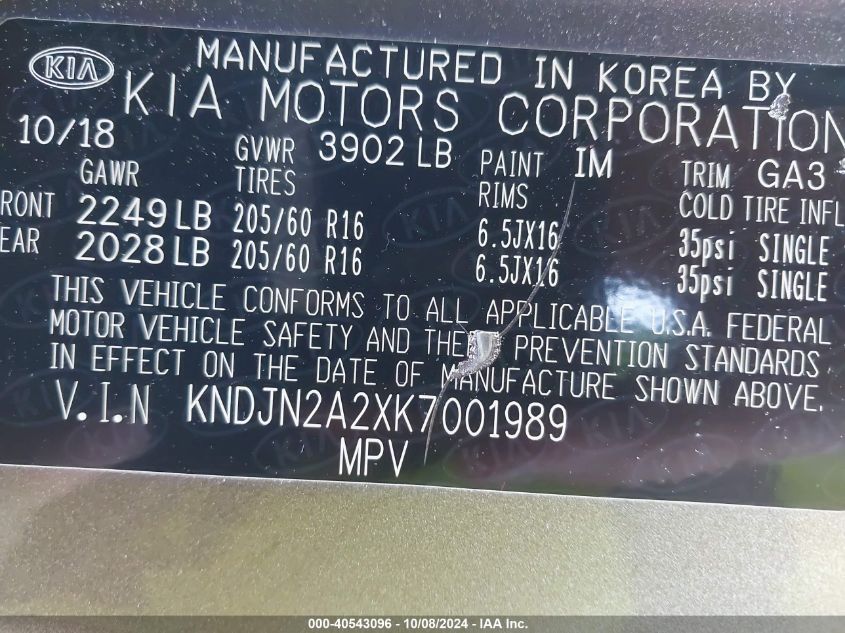 KIA MANUFACTURED IN KOREA BY
KIA MOTORS CORPORATION
10/18 GVWR 3902 LB PAINT IM TRIM GA3
GAWR TIRES RIMS COLD TIRE INFL
RONT 2249 LB 205/60 R16 6.5JX16 35psi SINGLE
EAR 2028 LB 205/60 R16 6.5JX16 35psi SINGLE
THIS VEHICLE CONFORMS TO ALL APPLICABLE U.S.A. FEDERAL
MOTOR VEHICLE SAFETY AND THE PREVENTION STANDARDS
IN EFFECT ON THE DATE OF MANUFACTURE SHOWN ABOVE.
V.I.N KNDJN2A2XK7001989
MPV
000-40543096 - 10/08/2024 - IAA Inc.